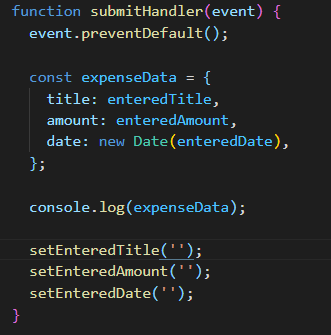 function submitHandler(event) {
  event.preventDefault();

  const expenseData = {
    title: enteredTitle,
    amount: enteredAmount,
    date: new Date(enteredDate),
  };

  console.log(expenseData);

  setEnteredTitle('');
  setEnteredAmount('');
  setEnteredDate('');
}